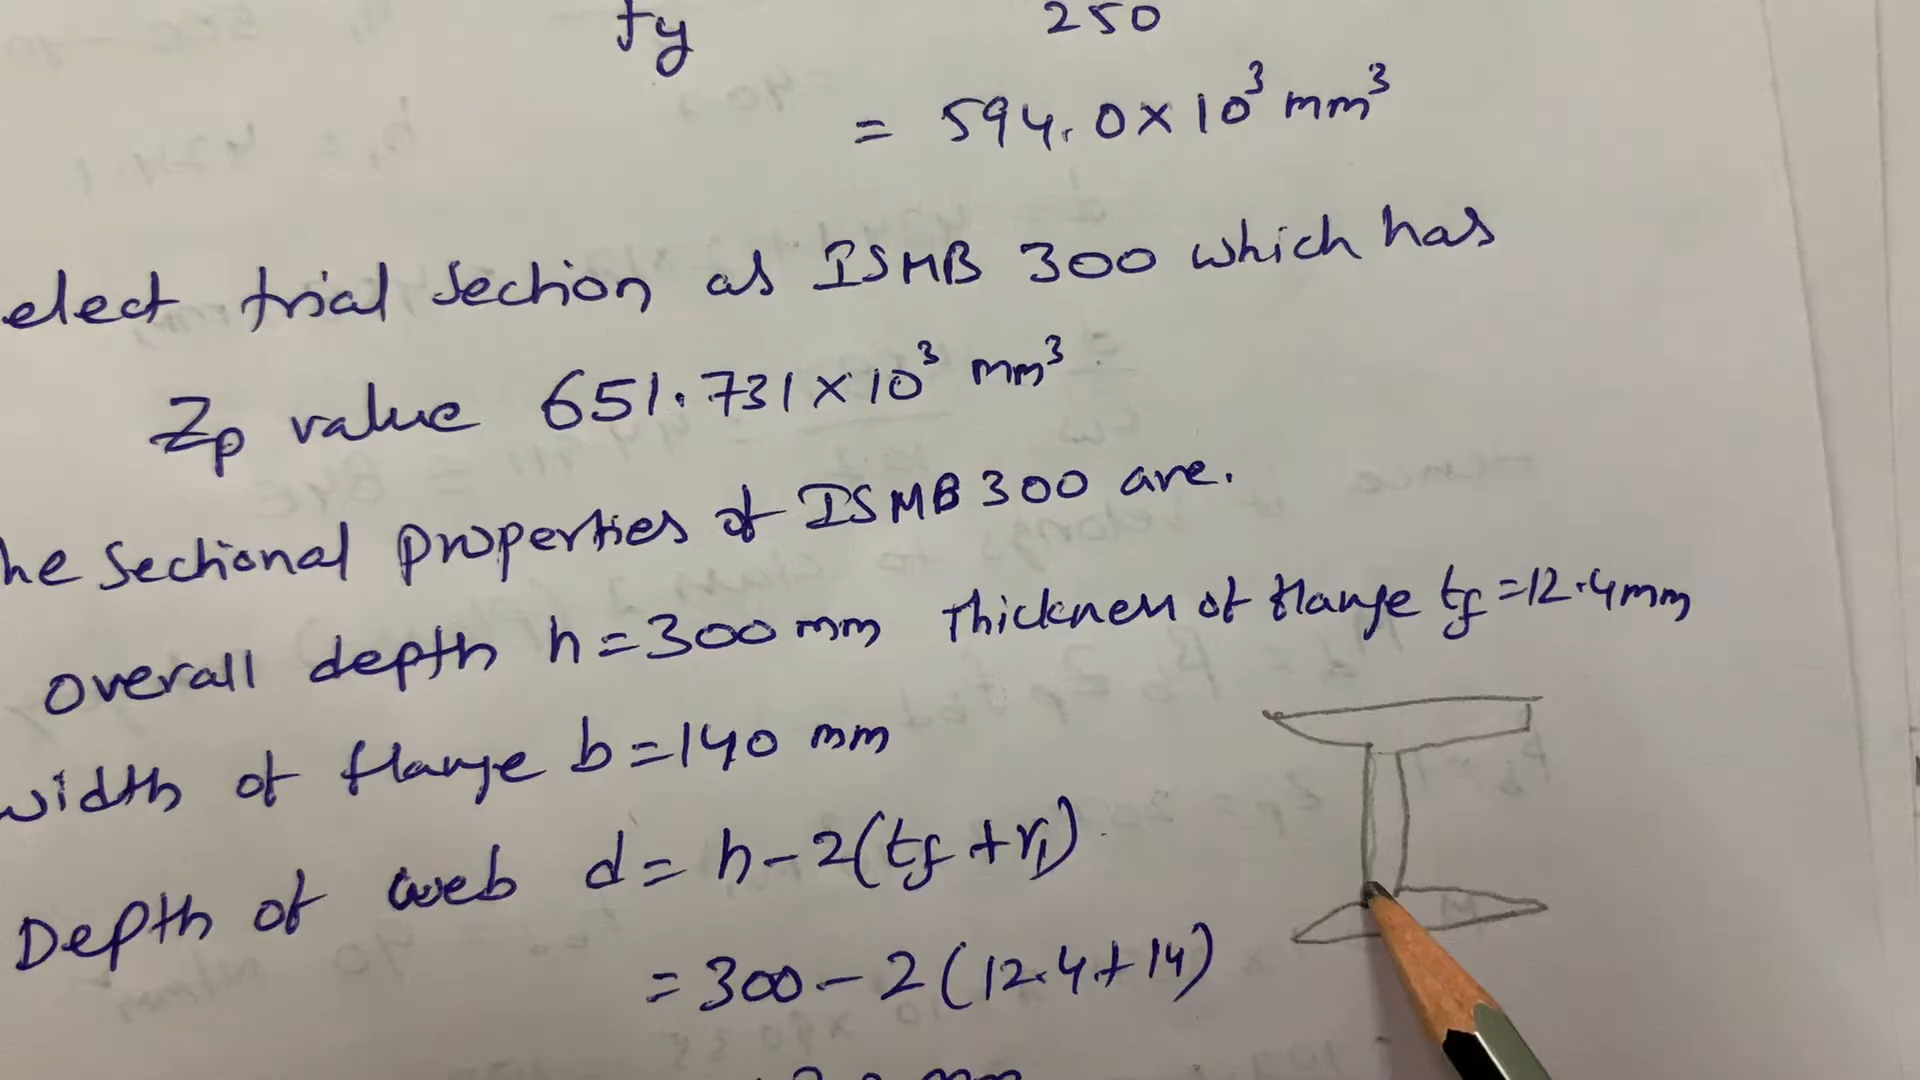 fy 250
= 594.0×10³ mm³
elect trial section as ISMB 300 which has
Zp value 651.731×10³ mm³
he sectional properties of ISMB 300 are.
overall depth h=300 mm Thickness of flange tf=12.4mm
width of flange b=140 mm
Depth of web d= h-2(tf+r1)
=300-2(12.4+14)
mm